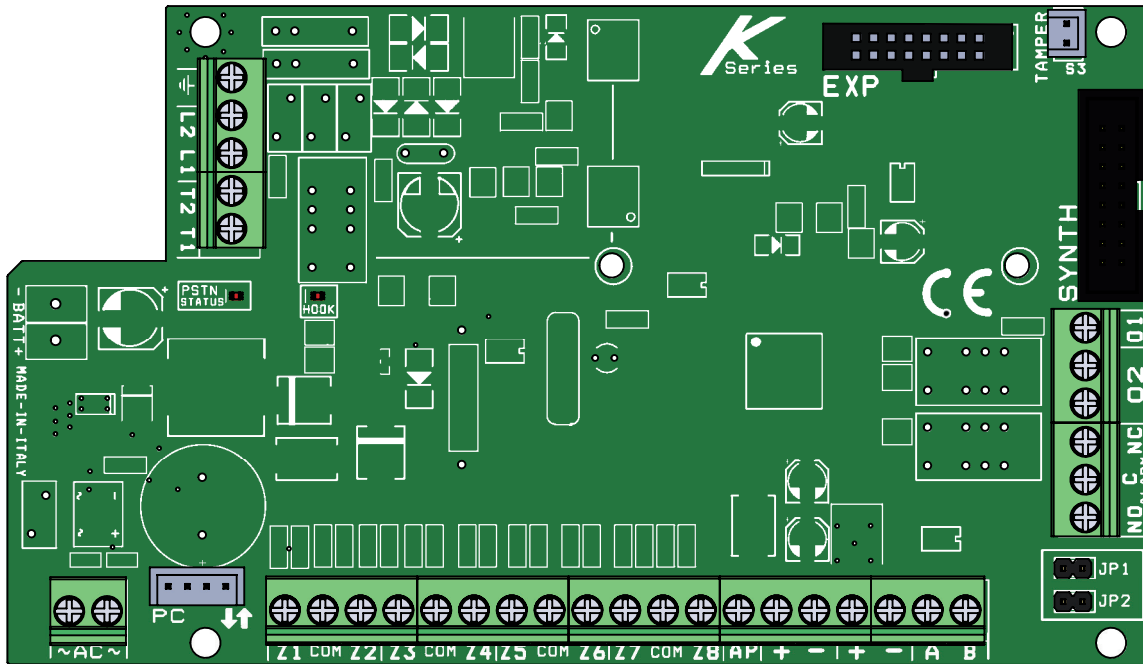 K
Series
EXP
TAMPER
S3
L2
L1
T2
T1
SYNTH
PSTN
STATUS
HOOK
- BATT +
MADE-IN-ITALY
CE
O1
O2
NC
C
NO
JP1
JP2
PC
~AC~
Z1 COM Z2 Z3 COM Z4 Z5 COM Z6 Z7 COM Z8 AP + - + - A B